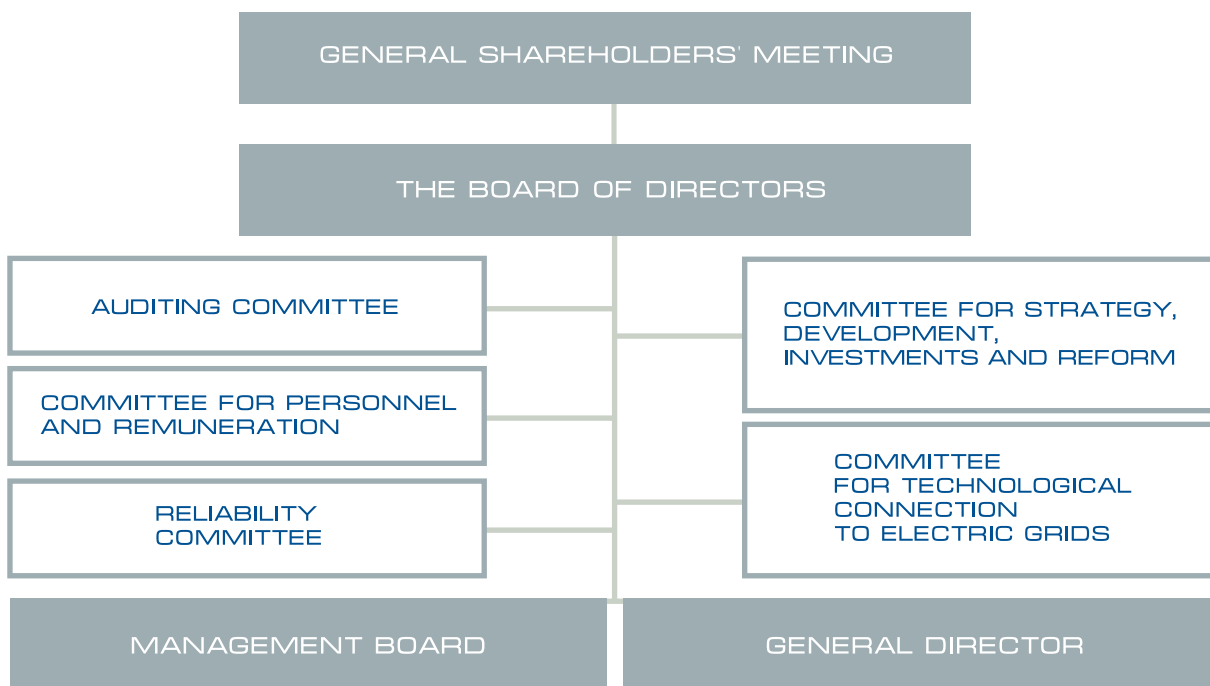 GENERAL SHAREHOLDERS' MEETING
THE BOARD OF DIRECTORS
AUDITING COMMITTEE
COMMITTEE FOR PERSONNEL
AND REMUNERATION
RELIABILITY
COMMITTEE
COMMITTEE FOR STRATEGY,
DEVELOPMENT,
INVESTMENTS AND REFORM
COMMITTEE
FOR TECHNOLOGICAL
CONNECTION
TO ELECTRIC GRIDS
MANAGEMENT BOARD
GENERAL DIRECTOR